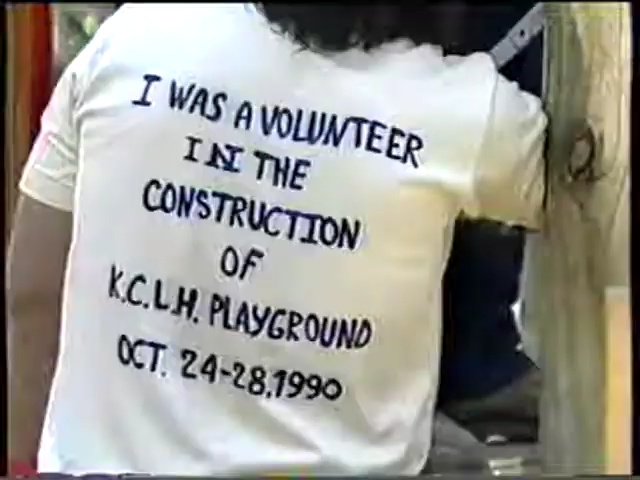 I WAS A VOLUNTEER
IN THE
CONSTRUCTION
OF
K.C.L.H. PLAYGROUND
OCT. 24-28, 1990